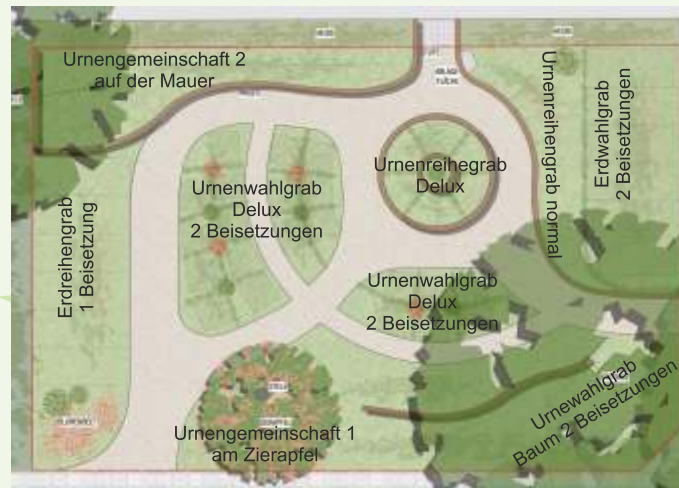 Urnengemeinschaft 2
auf der Mauer
Urnenreihegrab
Delux
Urnenreihengrab normal
Erdwahlgrab
2 Beisetzungen
Urnenwahlgrab
Delux
2 Beisetzungen
Erdreihengrab
1 Beisetzung
Urnenwahlgrab
Delux
2 Beisetzungen
Urnengemeinschaft 1
am Zierapfel
Urnewahlgrab
Baum 2 Beisetzungen